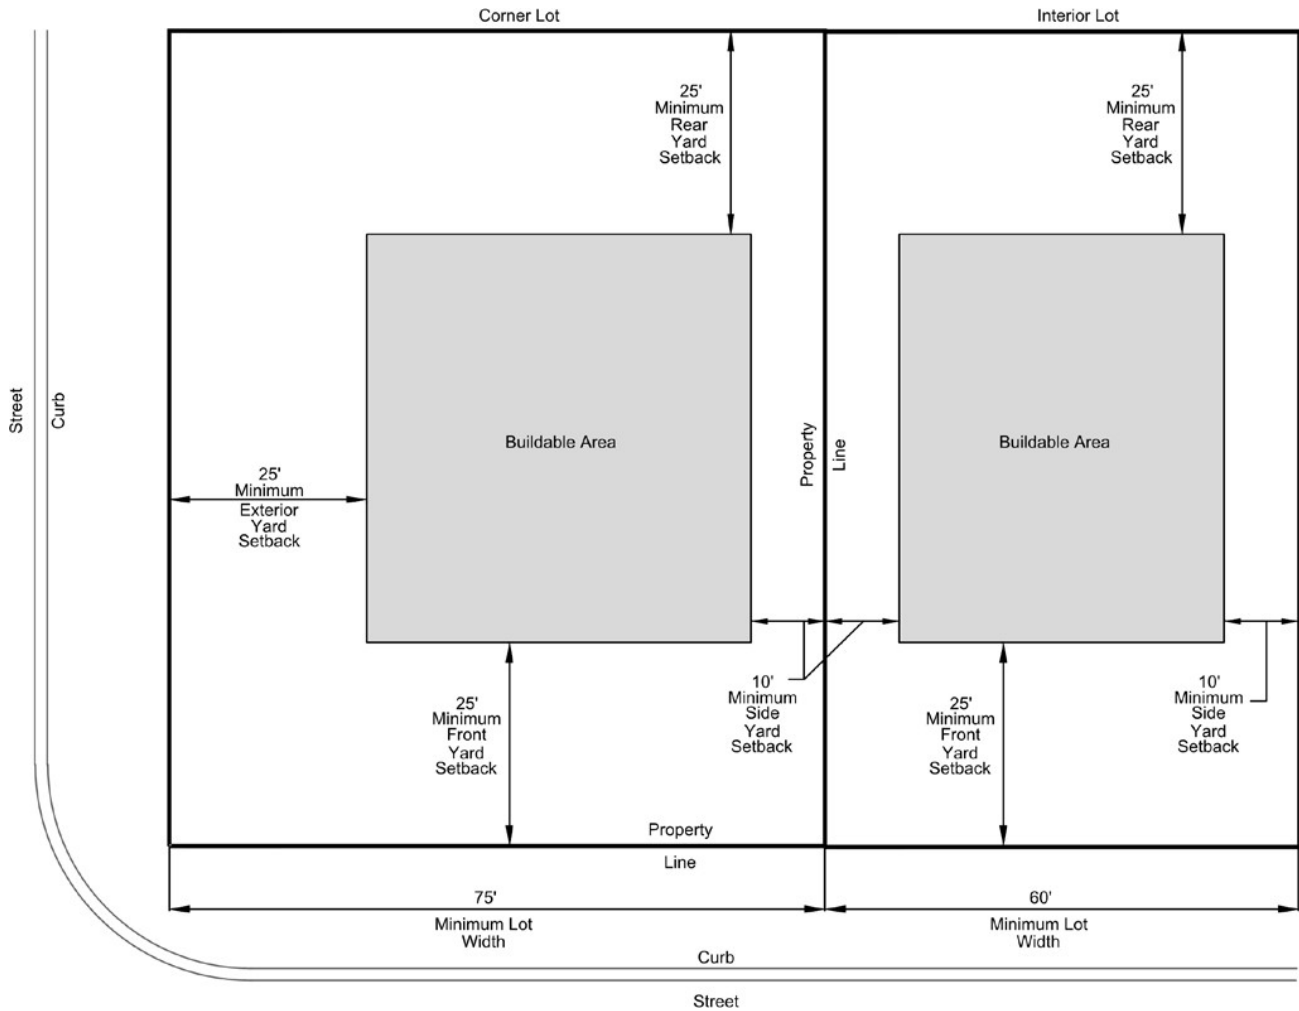 Corner Lot
Interior Lot
25'
Minimum
Rear
Yard
Setback
25'
Minimum
Rear
Yard
Setback
Street
Curb
Buildable Area
Property
Line
Buildable Area
25'
Minimum
Exterior
Yard
Setback
25'
Minimum
Front
Yard
Setback
10'
Minimum
Side
Yard
Setback
25'
Minimum
Front
Yard
Setback
10'
Minimum
Side
Yard
Setback
Property
Line
75'
Minimum Lot
Width
60'
Minimum Lot
Width
Curb
Street